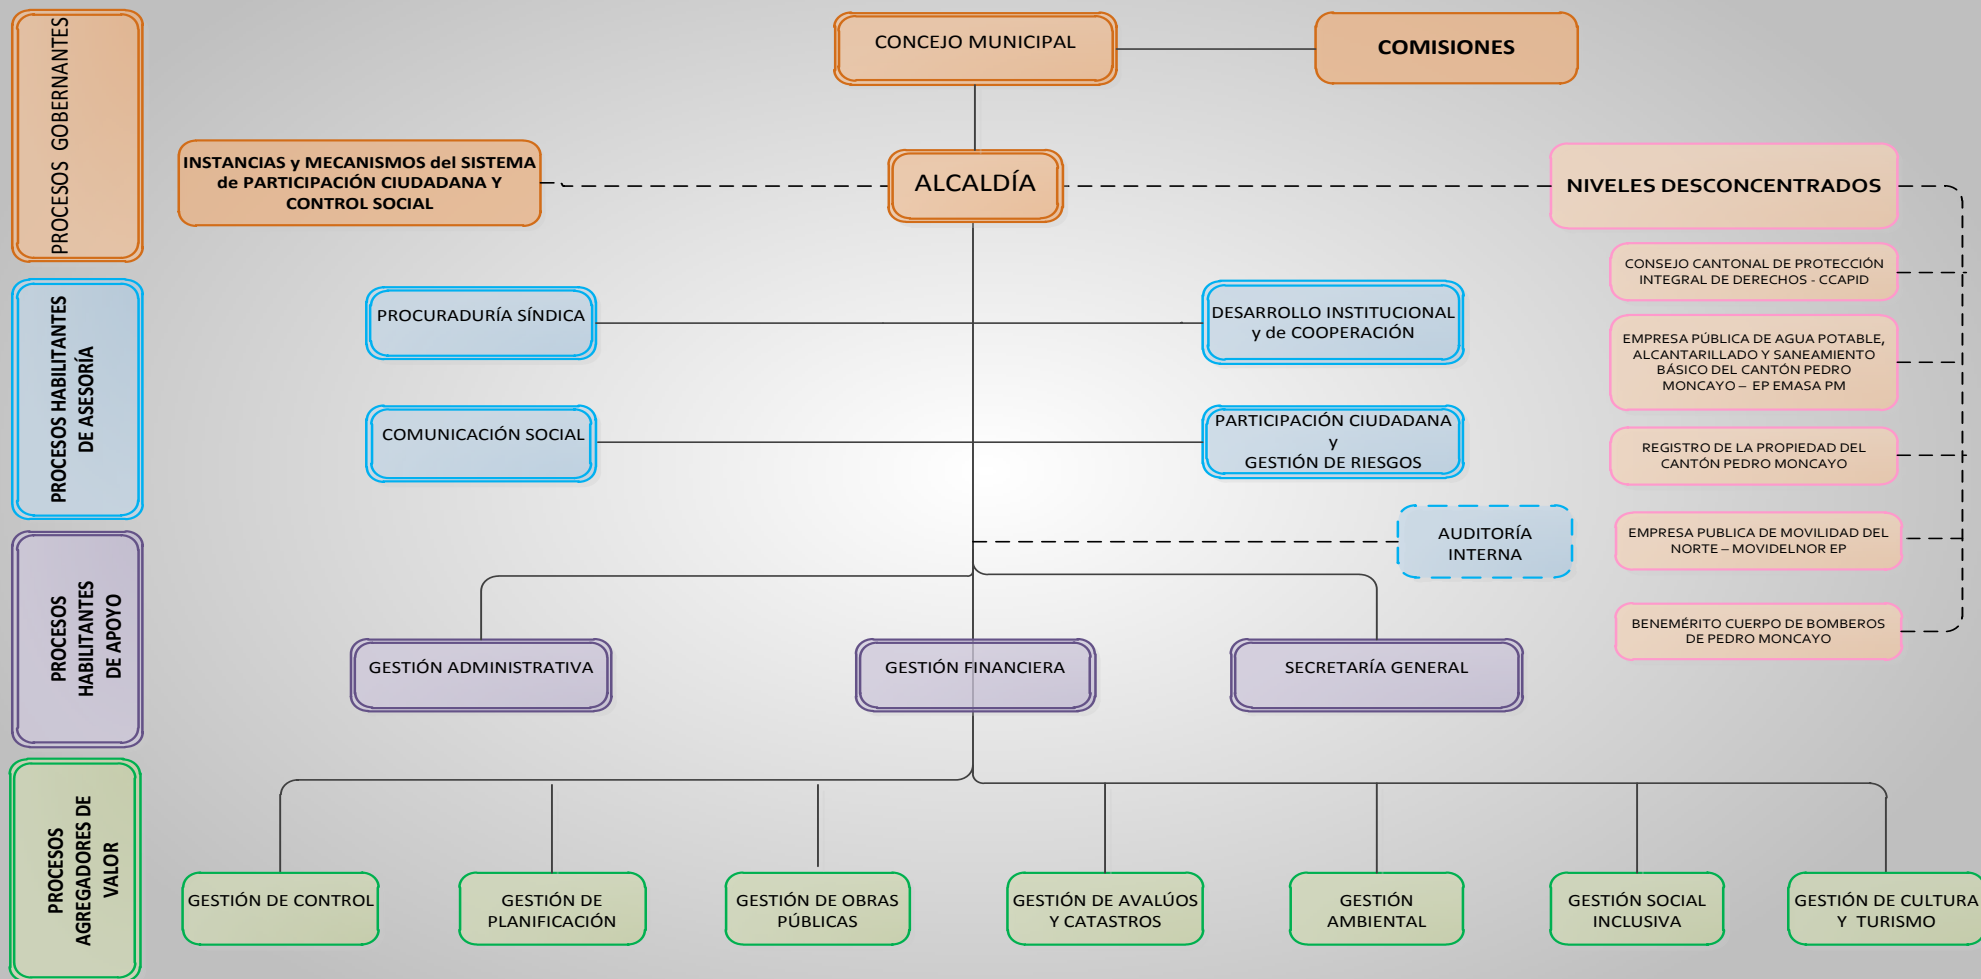 PROCESOS GOBERNANTES
CONCEJO MUNICIPAL
COMISIONES
INSTANCIAS y MECANISMOS del SISTEMA
de PARTICIPACIÓN CIUDADANA Y
CONTROL SOCIAL
ALCALDÍA
NIVELES DESCONCENTRADOS
CONSEJO CANTONAL DE PROTECCIÓN
INTEGRAL DE DERECHOS - CCAPID
EMPRESA PÚBLICA DE AGUA POTABLE,
ALCANTARILLADO Y SANEAMIENTO
BÁSICO DEL CANTÓN PEDRO
MONCAYO – EP EMASA PM
REGISTRO DE LA PROPIEDAD DEL
CANTÓN PEDRO MONCAYO
EMPRESA PUBLICA DE MOVILIDAD DEL
NORTE – MOVIDELNOR EP
BENEMÉRITO CUERPO DE BOMBEROS
DE PEDRO MONCAYO
PROCESOS HABILITANTES
DE ASESORÍA
PROCURADURÍA SÍNDICA
DESARROLLO INSTITUCIONAL
y de COOPERACIÓN
COMUNICACIÓN SOCIAL
PARTICIPACIÓN CIUDADANA
y
GESTIÓN DE RIESGOS
AUDITORÍA
INTERNA
PROCESOS
HABILITANTES
DE APOYO
GESTIÓN ADMINISTRATIVA
GESTIÓN FINANCIERA
SECRETARÍA GENERAL
PROCESOS
AGREGADORES DE
VALOR
GESTIÓN DE CONTROL
GESTIÓN DE
PLANIFICACIÓN
GESTIÓN DE OBRAS
PÚBLICAS
GESTIÓN DE AVALÚOS
Y CATASTROS
GESTIÓN
AMBIENTAL
GESTIÓN SOCIAL
INCLUSIVA
GESTIÓN DE CULTURA
Y TURISMO